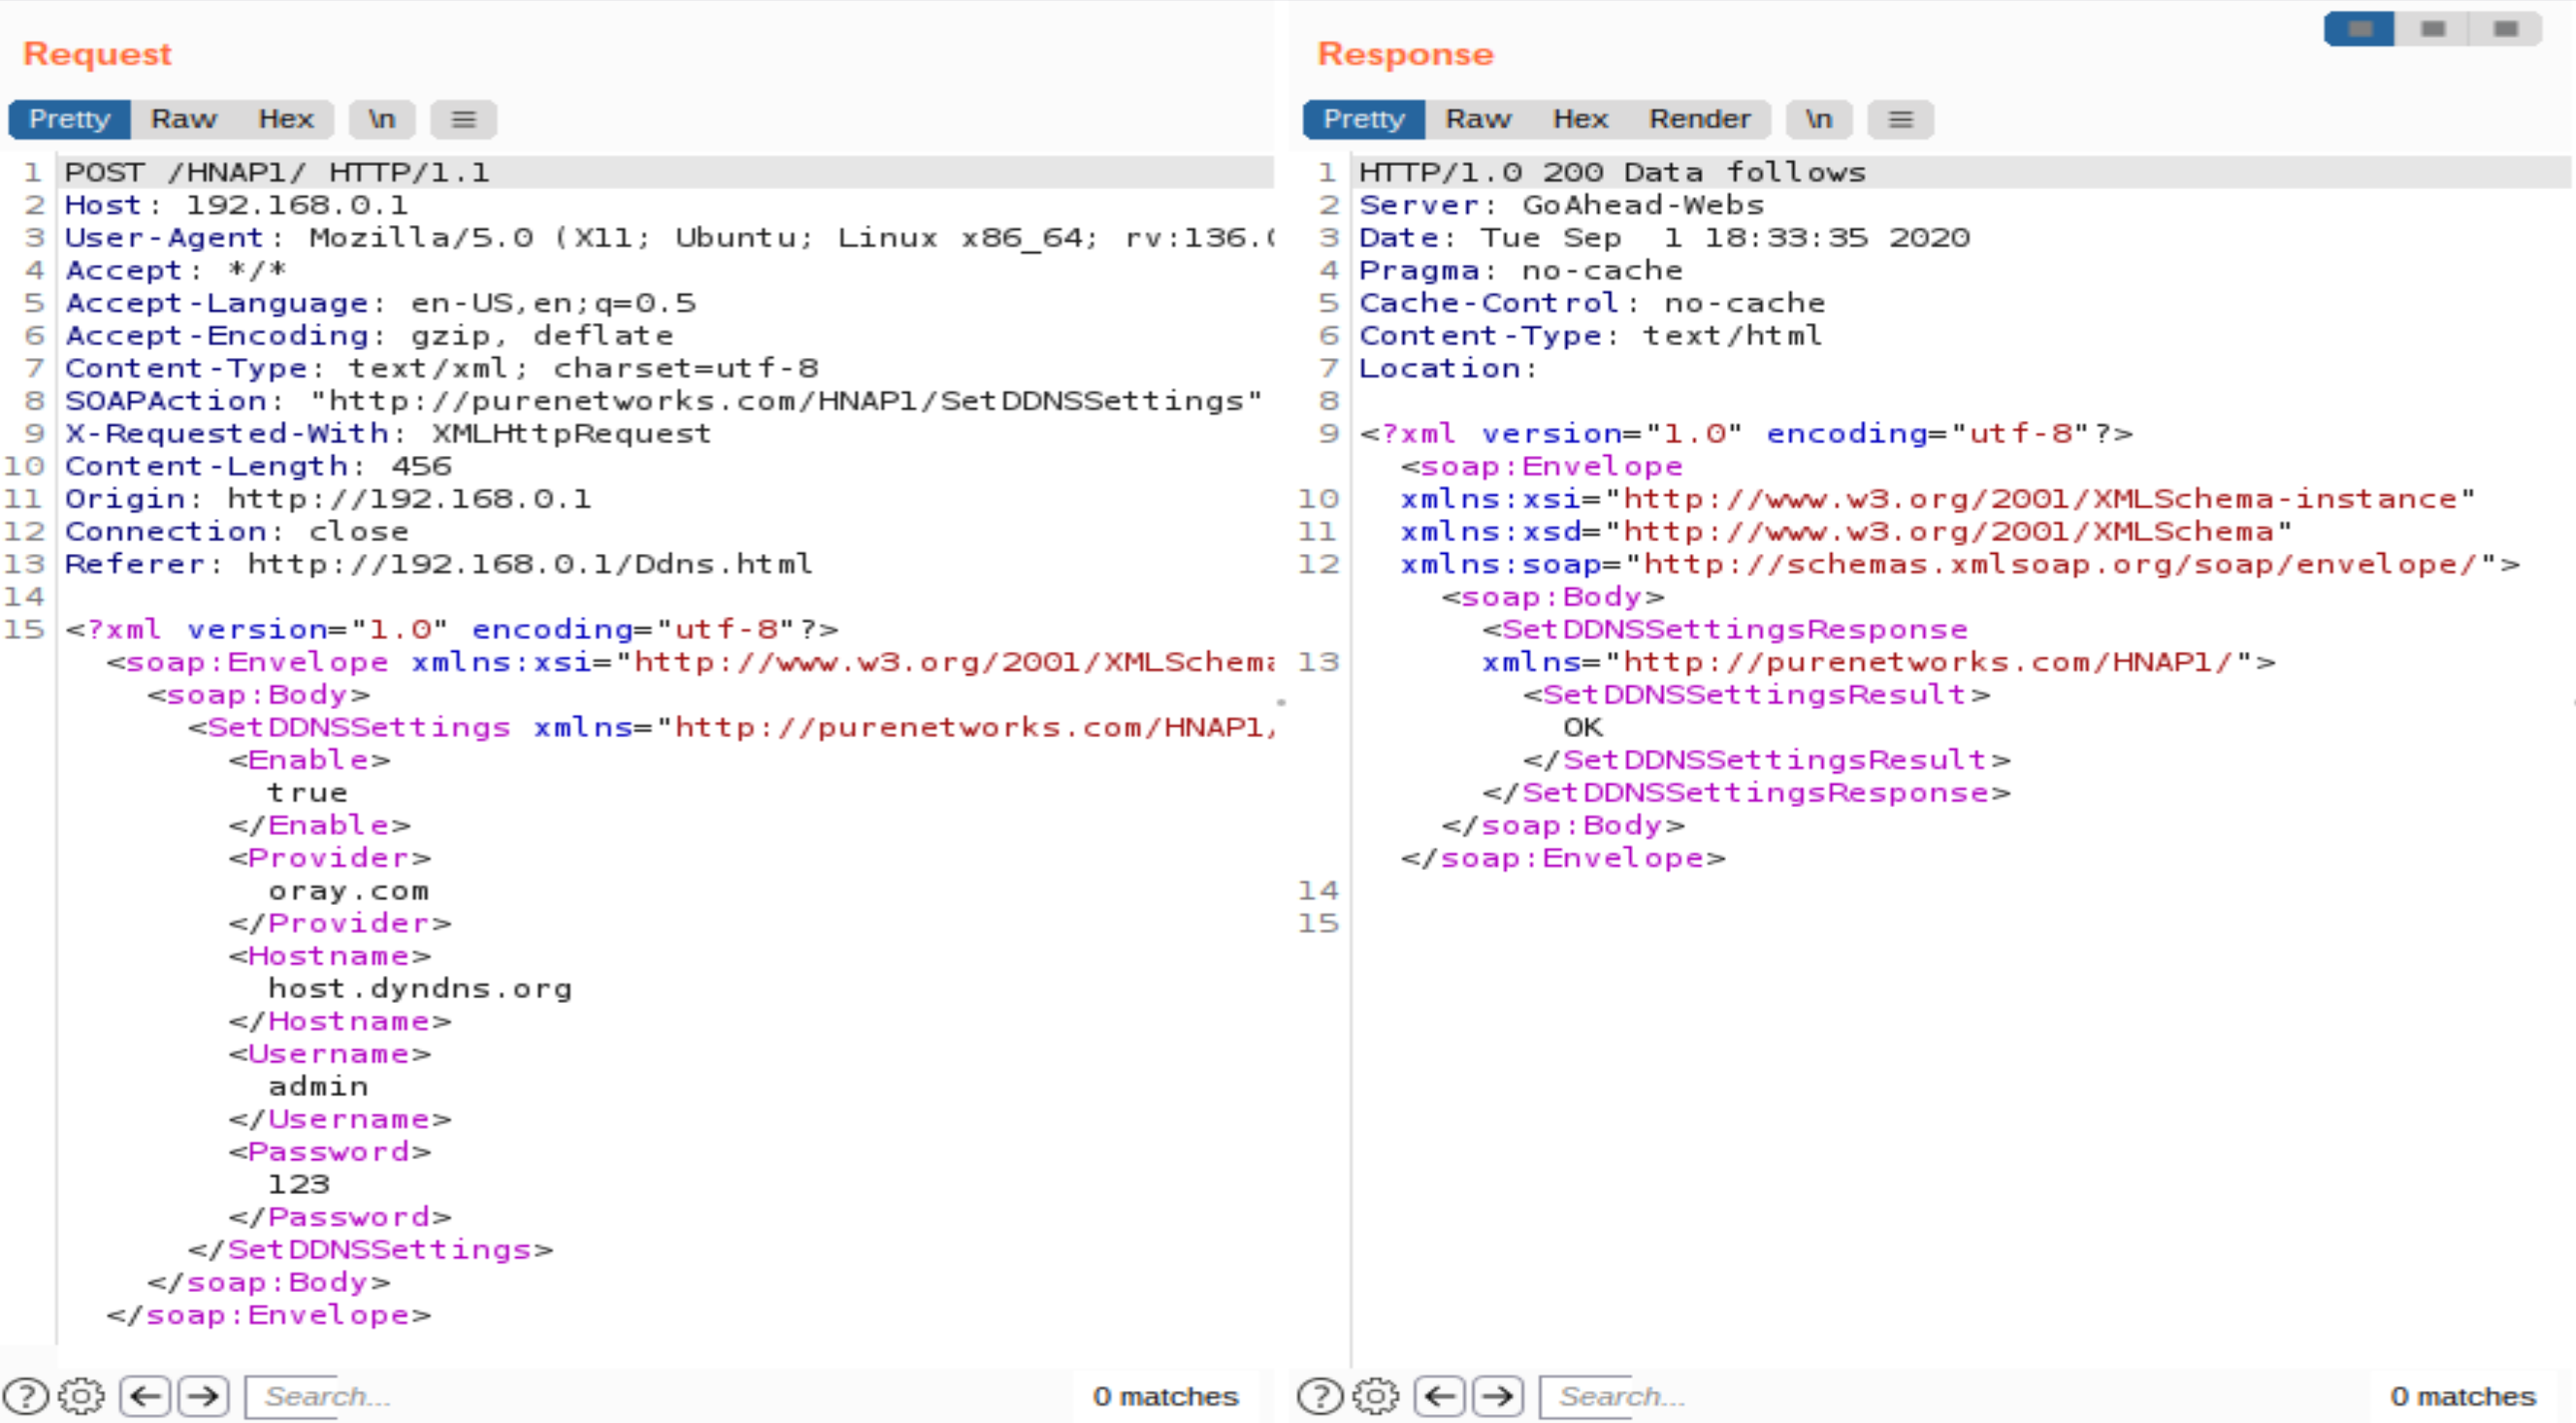 Request
Pretty Raw Hex \n ≡
1 POST /HNAP1/ HTTP/1.1
2 Host: 192.168.0.1
3 User-Agent: Mozilla/5.0 (X11; Ubuntu; Linux x86_64; rv:136.0
4 Accept: */*
5 Accept-Language: en-US,en;q=0.5
6 Accept-Encoding: gzip, deflate
7 Content-Type: text/xml; charset=utf-8
8 SOAPAction: "http://purenetworks.com/HNAP1/SetDDNSSettings"
9 X-Requested-With: XMLHttpRequest
10 Content-Length: 456
11 Origin: http://192.168.0.1
12 Connection: close
13 Referer: http://192.168.0.1/Ddns.html
14
15 <?xml version="1.0" encoding="utf-8"?>
<soap:Envelope xmlns:xsi="http://www.w3.org/2001/XMLSchema
<soap:Body>
<SetDDNSSettings xmlns="http://purenetworks.com/HNAP1/
<Enable>
true
</Enable>
<Provider>
oray.com
</Provider>
<Hostname>
host.dyndns.org
</Hostname>
<Username>
admin
</Username>
<Password>
123
</Password>
</SetDDNSSettings>
</soap:Body>
</soap:Envelope>
Search...
0 matches
Response
Pretty Raw Hex Render \n ≡
1 HTTP/1.0 200 Data follows
2 Server: GoAhead-Webs
3 Date: Tue Sep  1 18:33:35 2020
4 Pragma: no-cache
5 Cache-Control: no-cache
6 Content-Type: text/html
7 Location:
8
9 <?xml version="1.0" encoding="utf-8"?>
<soap:Envelope
10 xmlns:xsi="http://www.w3.org/2001/XMLSchema-instance"
11 xmlns:xsd="http://www.w3.org/2001/XMLSchema"
12 xmlns:soap="http://schemas.xmlsoap.org/soap/envelope/">
<soap:Body>
<SetDDNSSettingsResponse
13 xmlns="http://purenetworks.com/HNAP1/">
<SetDDNSSettingsResult>
OK
</SetDDNSSettingsResult>
</SetDDNSSettingsResponse>
</soap:Body>
</soap:Envelope>
14
15
Search...
0 matches